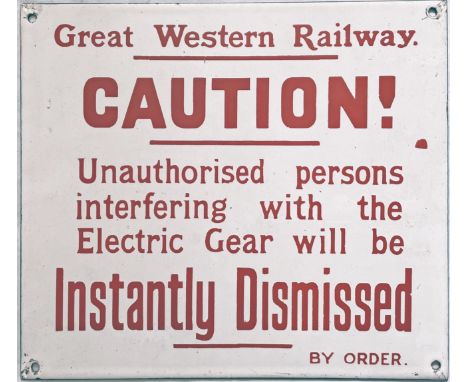 Great Western Railway.
CAUTION!
Unauthorised persons
interfering with the
Electric Gear will be
Instantly Dismissed
BY ORDER.